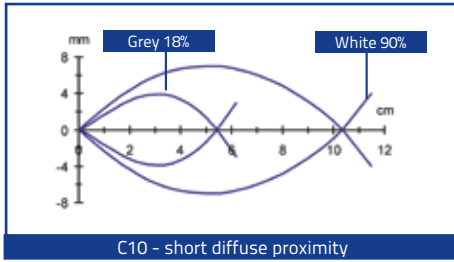 Grey 18%
White 90%
mm
8
4
0
-4
-8
0 2 4 6 8 10 12
cm
C10 - short diffuse proximity